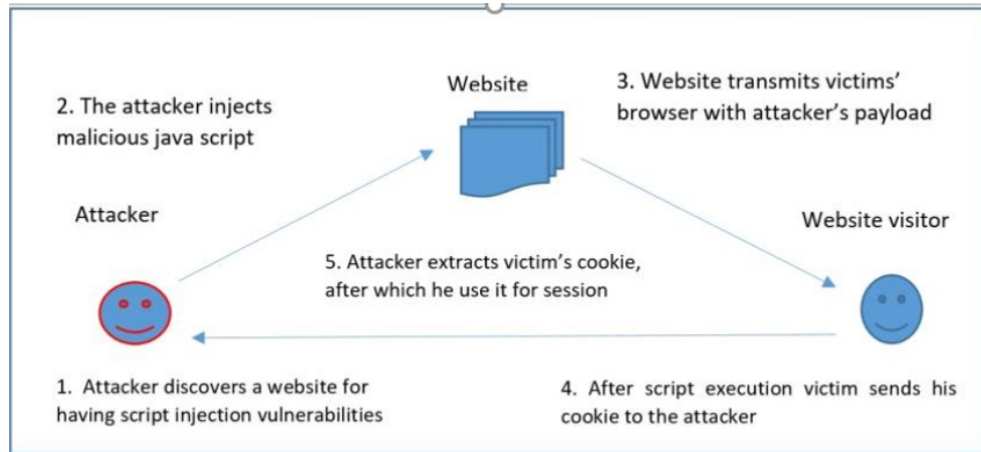 Website
2. The attacker injects
malicious java script
3. Website transmits victims'
browser with attacker's payload
Attacker
Website visitor
5. Attacker extracts victim's cookie,
after which he use it for session
1. Attacker discovers a website for
having script injection vulnerabilities
4. After script execution victim sends his
cookie to the attacker